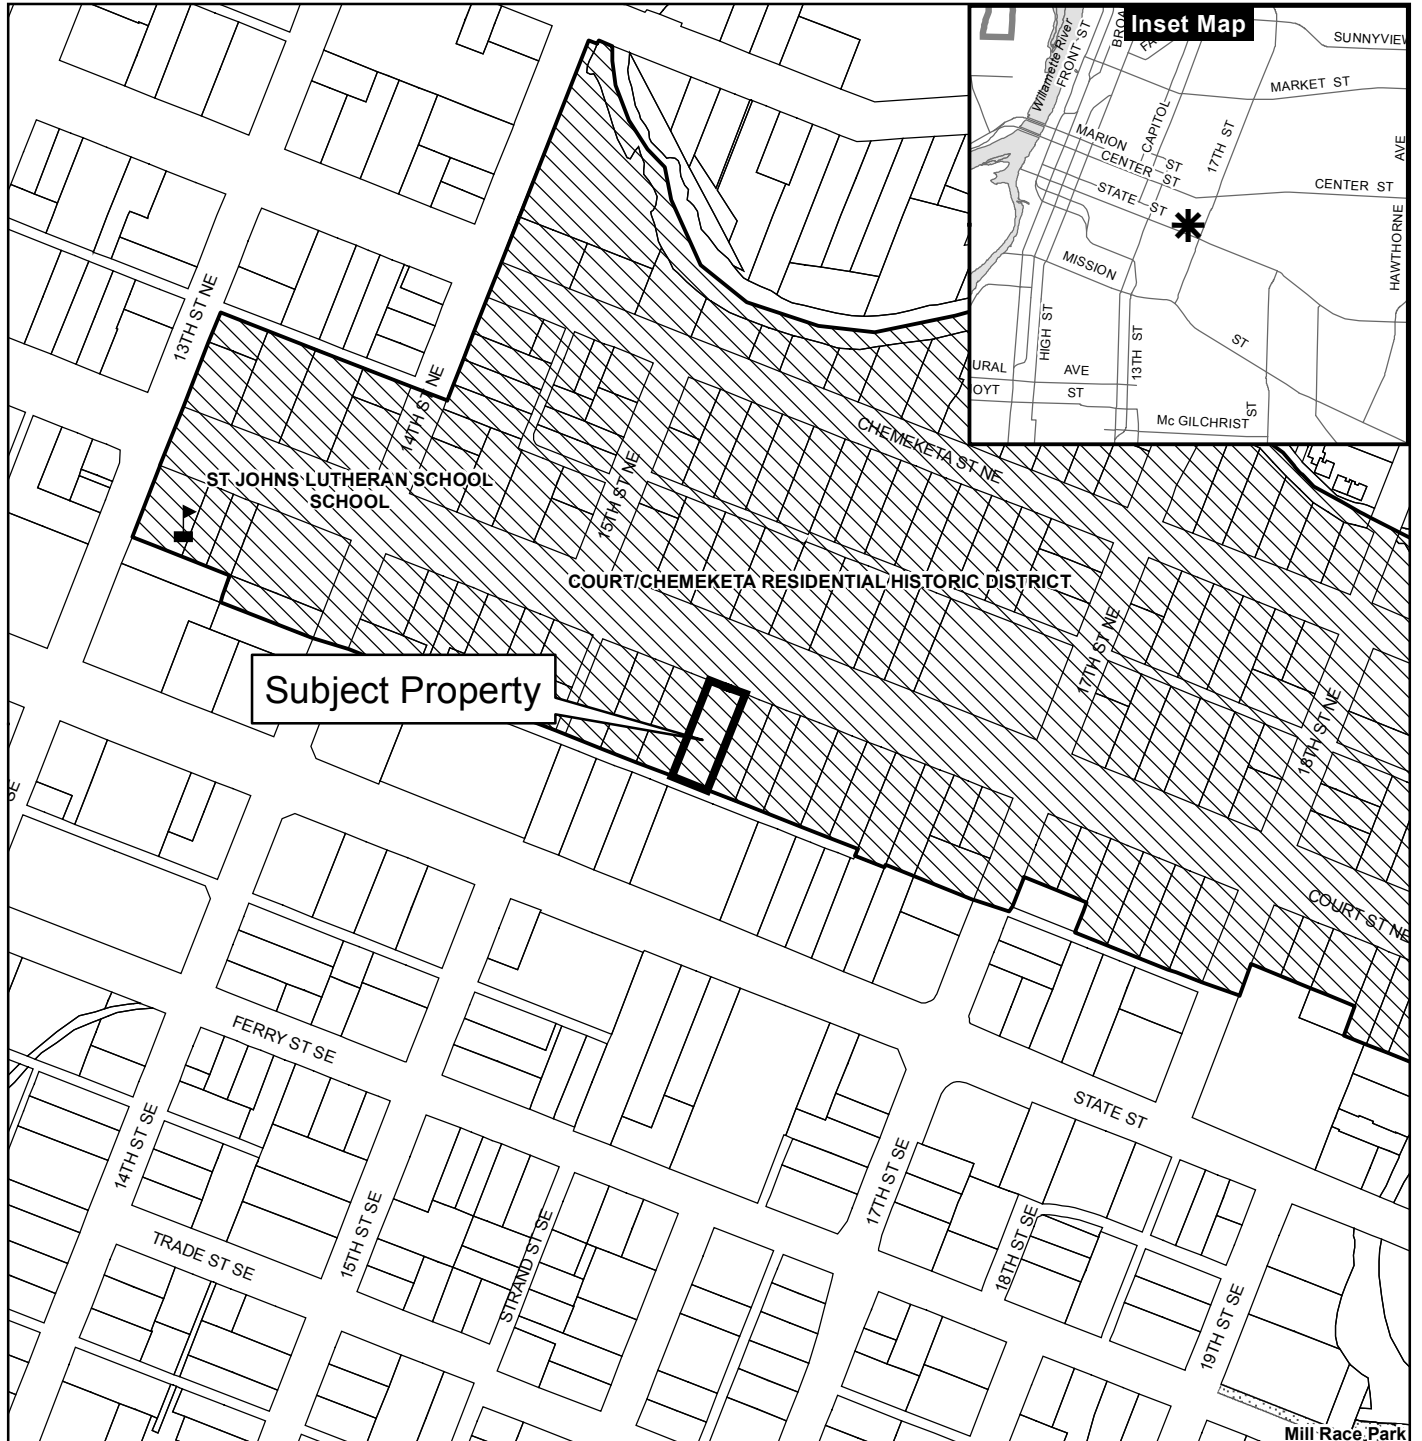 Inset Map
Willamette River
FRONT ST
BRO
FA
SUNNYVIEW
MARKET ST
CAPITOL
ST
17TH ST
MARION
CENTER ST
STATE ST
CENTER ST
AVE
HAWTHORNE
MISSION
ST
HIGH ST
13TH ST
URAL AVE
OYT ST
Mc GILCHRIST
ST
13TH ST NE
14TH ST NE
CHEMEKETA ST NE
ST JOHNS LUTHERAN SCHOOL
SCHOOL
15TH ST NE
COURT/CHEMEKETA RESIDENTIAL HISTORIC DISTRICT
17TH ST NE
Subject Property
18TH ST NE
SE
COURT ST NE
FERRY ST SE
STATE ST
14TH ST SE
17TH ST SE
15TH ST SE
STRAND ST SE
18TH ST SE
TRADE ST SE
19TH ST SE
Mill Race Park